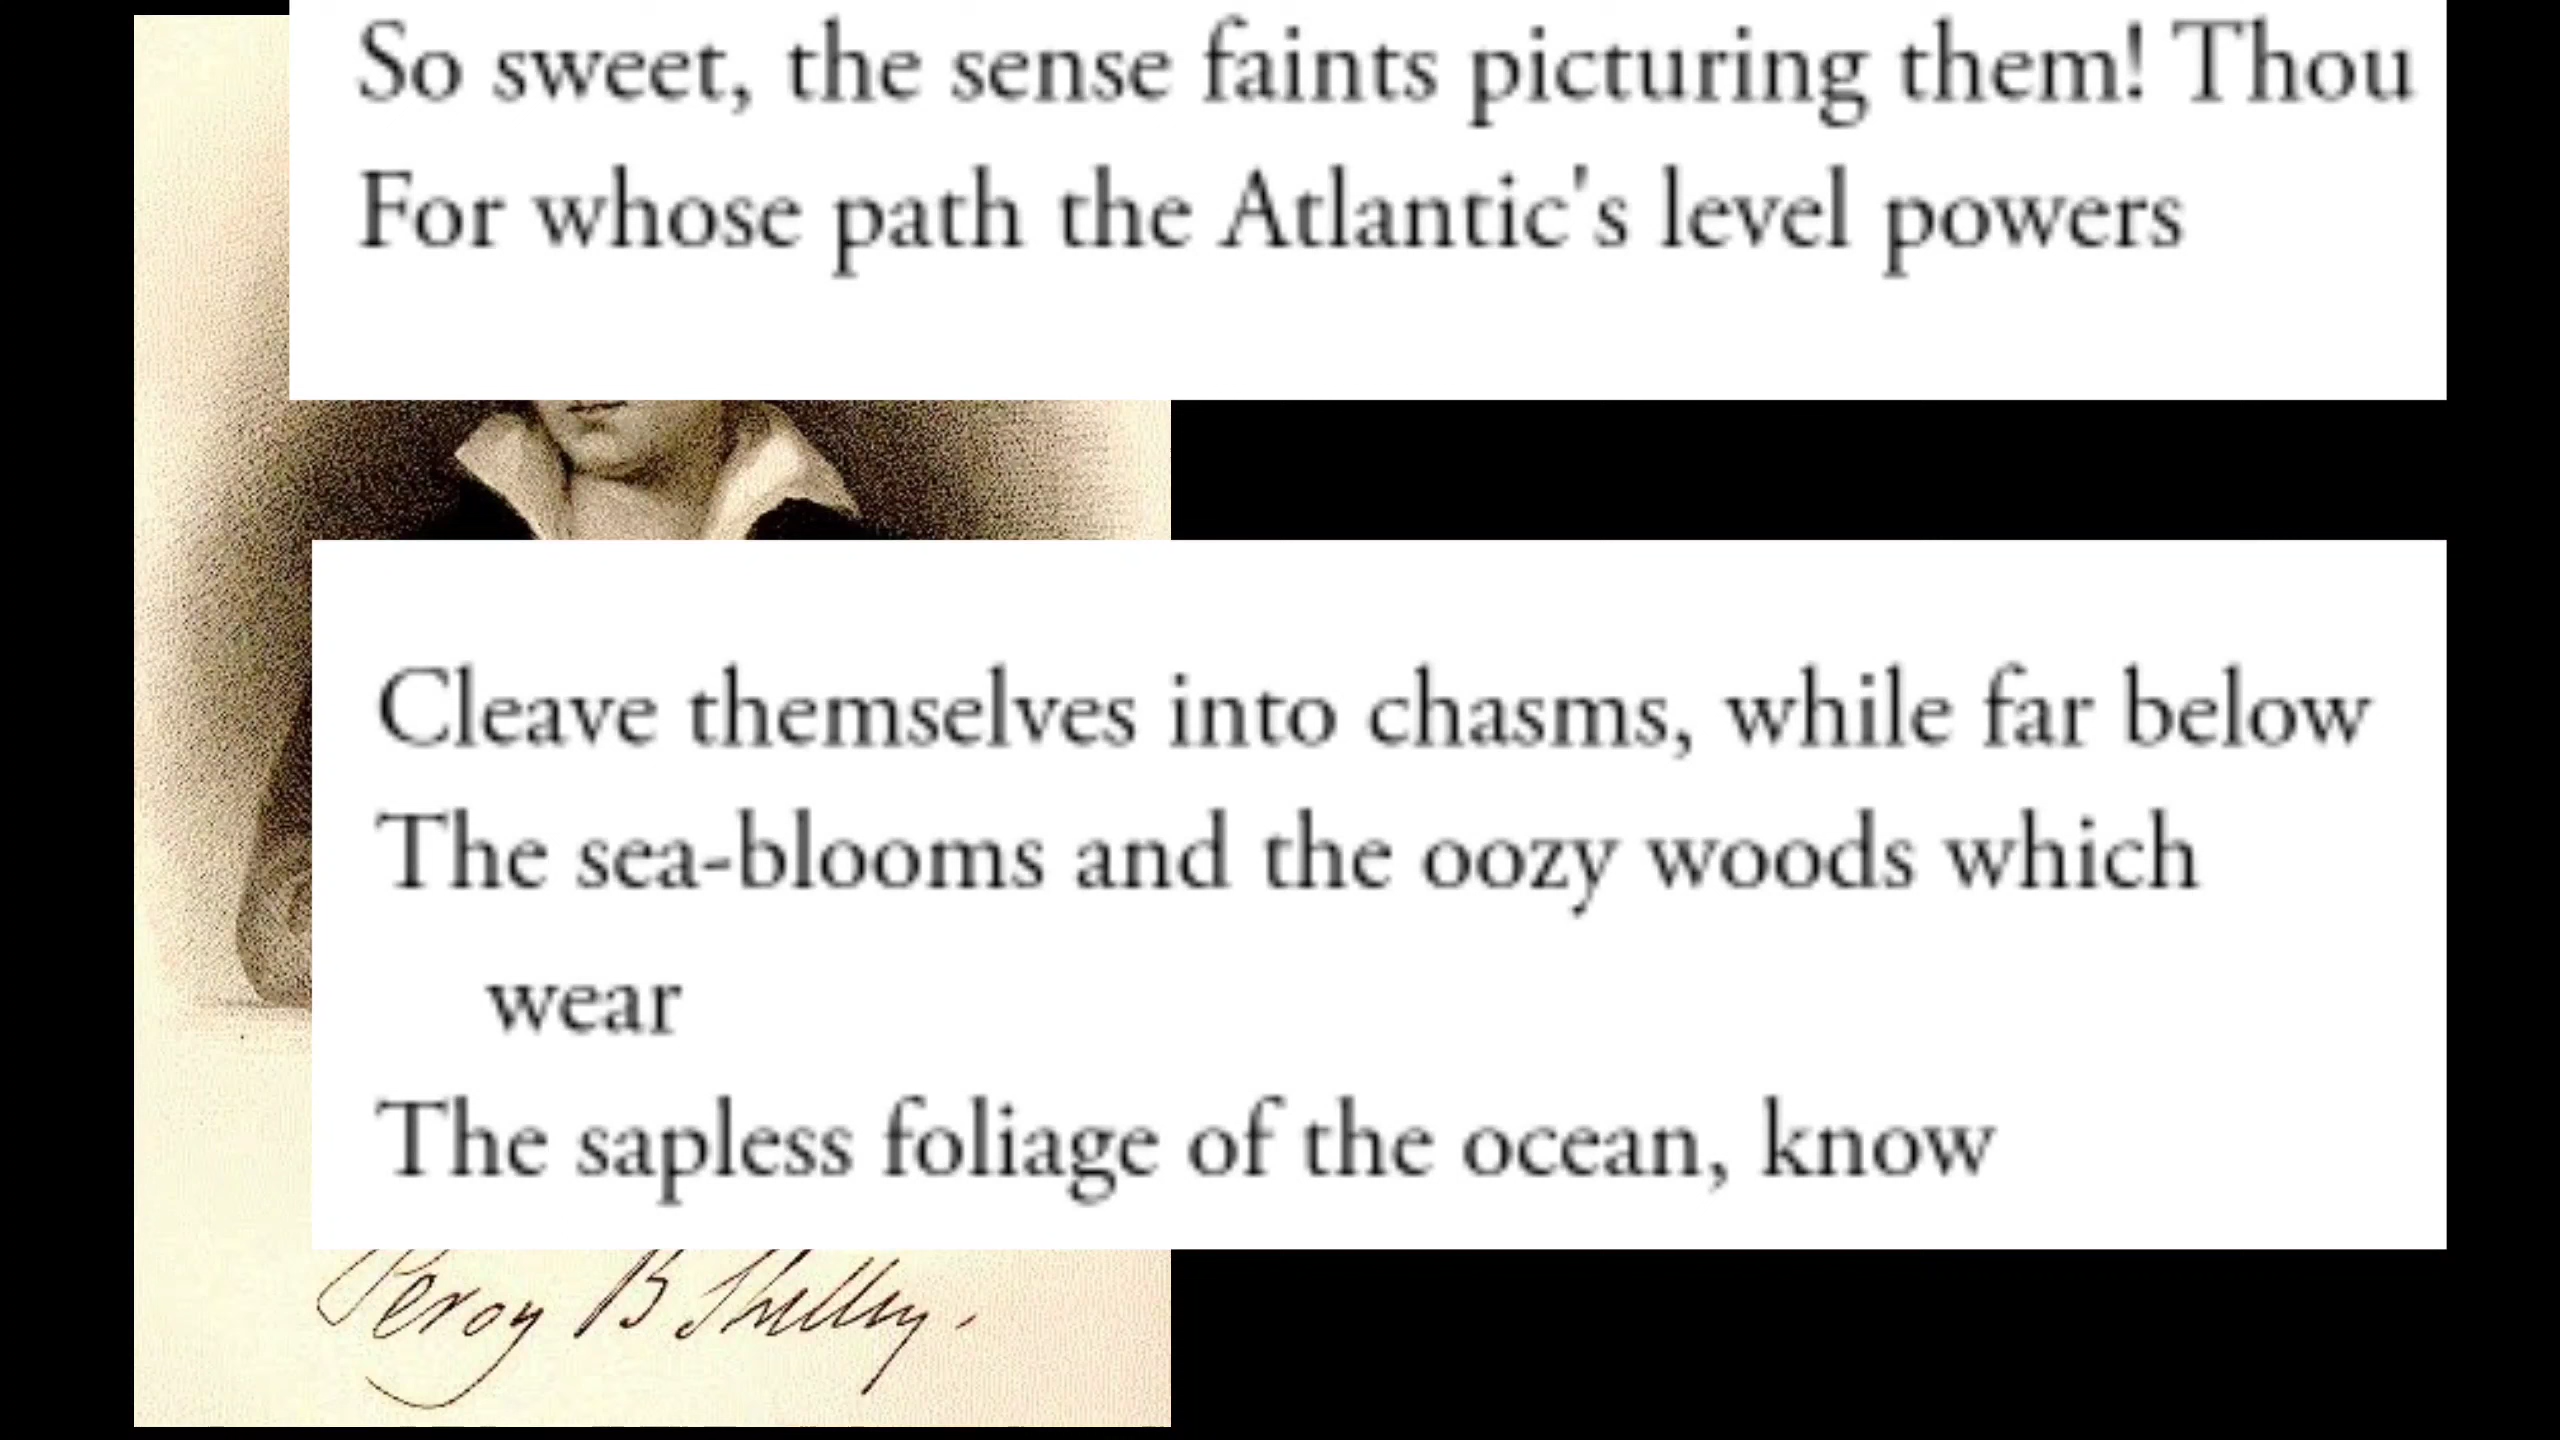 So sweet, the sense faints picturing them! Thou
For whose path the Atlantic's level powers
Cleave themselves into chasms, while far below
The sea-blooms and the oozy woods which
wear
The sapless foliage of the ocean, know
Percy B Shelley.